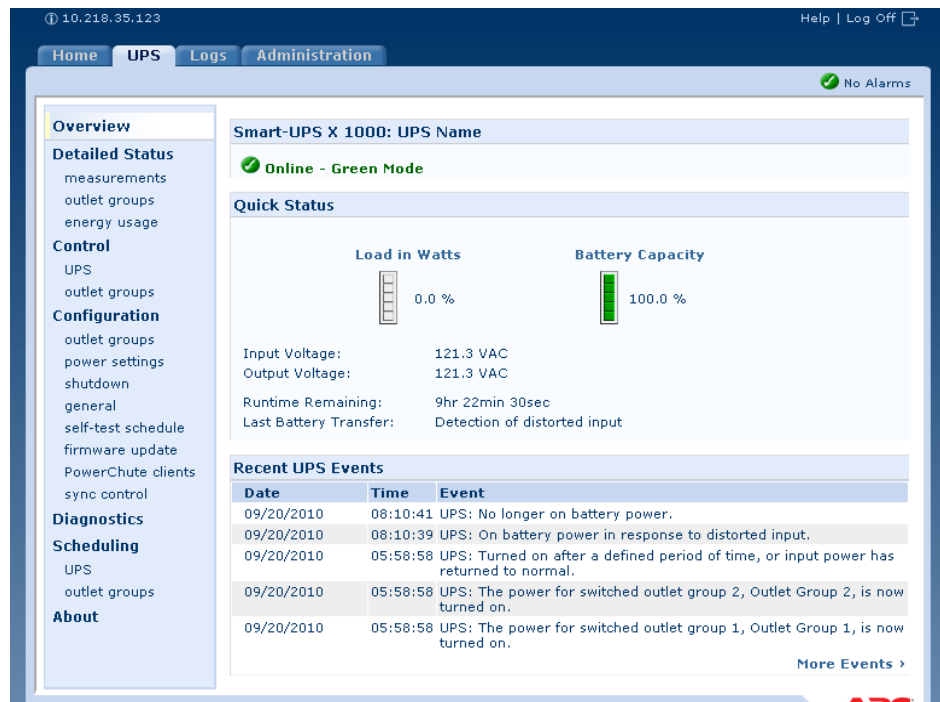 10.218.35.123
Help | Log Off
Home UPS Logs Administration
No Alarms
Overview
Detailed Status
measurements
outlet groups
energy usage
Control
UPS
outlet groups
Configuration
outlet groups
power settings
shutdown
general
self-test schedule
firmware update
PowerChute clients
sync control
Diagnostics
Scheduling
UPS
outlet groups
About
Smart-UPS X 1000: UPS Name
Online - Green Mode
Quick Status
Load in Watts Battery Capacity
0.0 % 100.0 %
Input Voltage: 121.3 VAC
Output Voltage: 121.3 VAC
Runtime Remaining: 9hr 22min 30sec
Last Battery Transfer: Detection of distorted input
Recent UPS Events
Date Time Event
09/20/2010 08:10:41 UPS: No longer on battery power.
09/20/2010 08:10:39 UPS: On battery power in response to distorted input.
09/20/2010 05:58:58 UPS: Turned on after a defined period of time, or input power has
returned to normal.
09/20/2010 05:58:58 UPS: The power for switched outlet group 2, Outlet Group 2, is now
turned on.
09/20/2010 05:58:58 UPS: The power for switched outlet group 1, Outlet Group 1, is now
turned on.
More Events ›